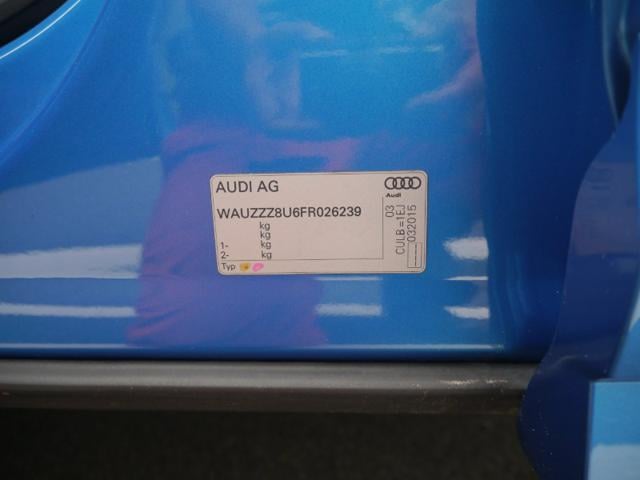 AUDI AG
Audi
WAUZZZ8U6FR026239
kg
kg
1- kg
2- kg
Typ
03
CULB =1EJ
032015